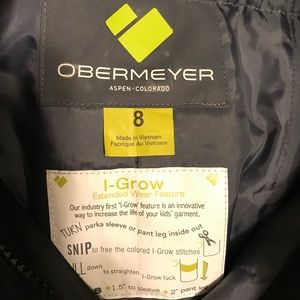 OBERMEYER
ASPEN · COLORADO
8
Made in Vietnam
Fabriqué Au Vietnam
I-Grow
Extended Wear Feature
Our industry first "I-Grow" feature is an innovative
way to increase the life of your kids' garment.
TURN parka sleeve or pant leg inside out
SNIP to free the colored I-Grow stitches
down
to straighten I-Grow tuck
1.5" to sleeve + 2" pant